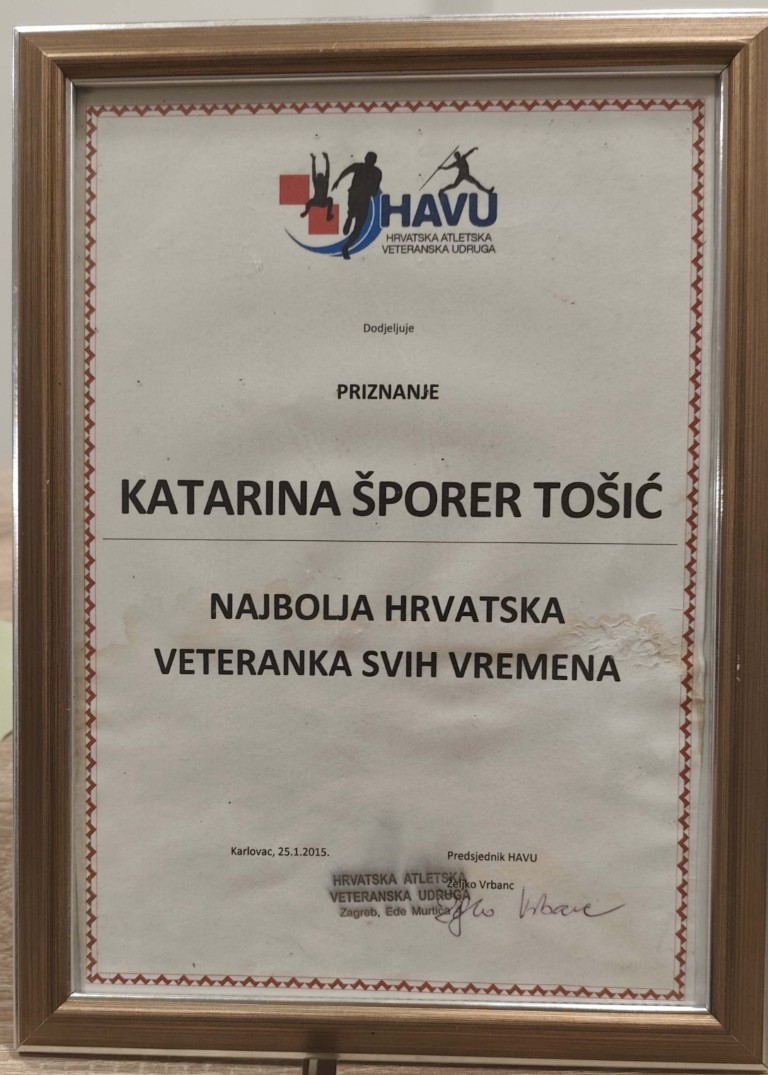 HAVU
HRVATSKA ATLETSKA
VETERANSKA UDRUGA
Dodjeljuje
PRIZNANJE
KATARINA ŠPORER TOŠIĆ
NAJBOLJA HRVATSKA
VETERANKA SVIH VREMENA
Karlovac, 25.1.2015.
Predsjednik HAVU
Željko Vrbanc
HRVATSKA ATLETSKA
VETERANSKA UDRUGA
Zagreb, Ede Murtića